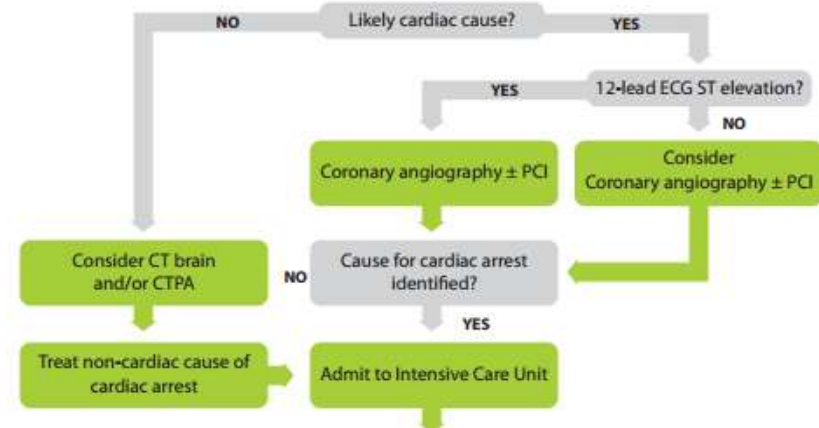 Likely cardiac cause?
NO
YES
12-lead ECG ST elevation?
YES
NO
Coronary angiography ± PCI
Consider
Coronary angiography ± PCI
Consider CT brain
and/or CTPA
NO
Cause for cardiac arrest
identified?
YES
Treat non-cardiac cause of
cardiac arrest
Admit to Intensive Care Unit